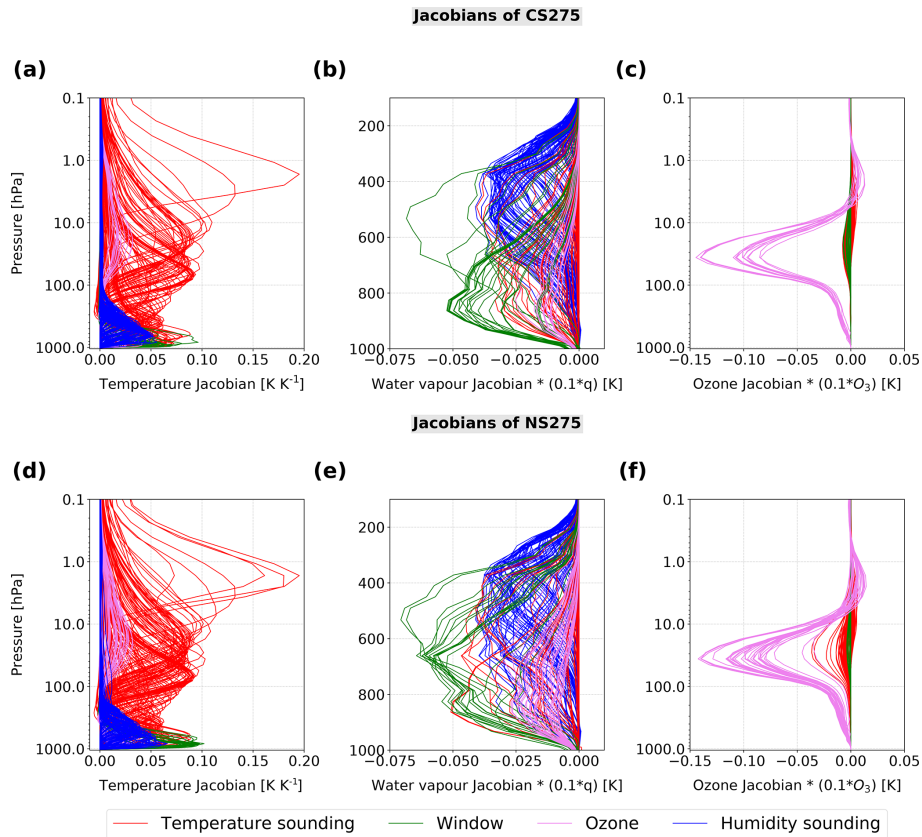 Jacobians of CS275
(a) (b) (c)
0.1 1.0 10.0 100.0 1000.0
Pressure [hPa]
0.00 0.05 0.10 0.15 0.20
Temperature Jacobian [K K⁻¹]
200 400 600 800 1000
−0.075 −0.050 −0.025 0.000
Water vapour Jacobian * (0.1*q) [K]
0.1 1.0 10.0 100.0 1000.0
−0.15 −0.10 −0.05 0.00 0.05
Ozone Jacobian * (0.1*O₃) [K]
Jacobians of NS275
(d) (e) (f)
0.1 1.0 10.0 100.0 1000.0
Pressure [hPa]
0.00 0.05 0.10 0.15 0.20
Temperature Jacobian [K K⁻¹]
200 400 600 800 1000
−0.075 −0.050 −0.025 0.000
Water vapour Jacobian * (0.1*q) [K]
0.1 1.0 10.0 100.0 1000.0
−0.15 −0.10 −0.05 0.00 0.05
Ozone Jacobian * (0.1*O₃) [K]
Temperature sounding Window Ozone Humidity sounding